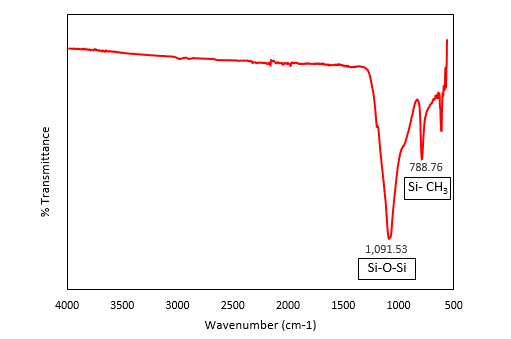 % Transmittance
788.76
Si- CH₃
1,091.53
Si-O-Si
4000 3500 3000 2500 2000 1500 1000 500
Wavenumber (cm-1)